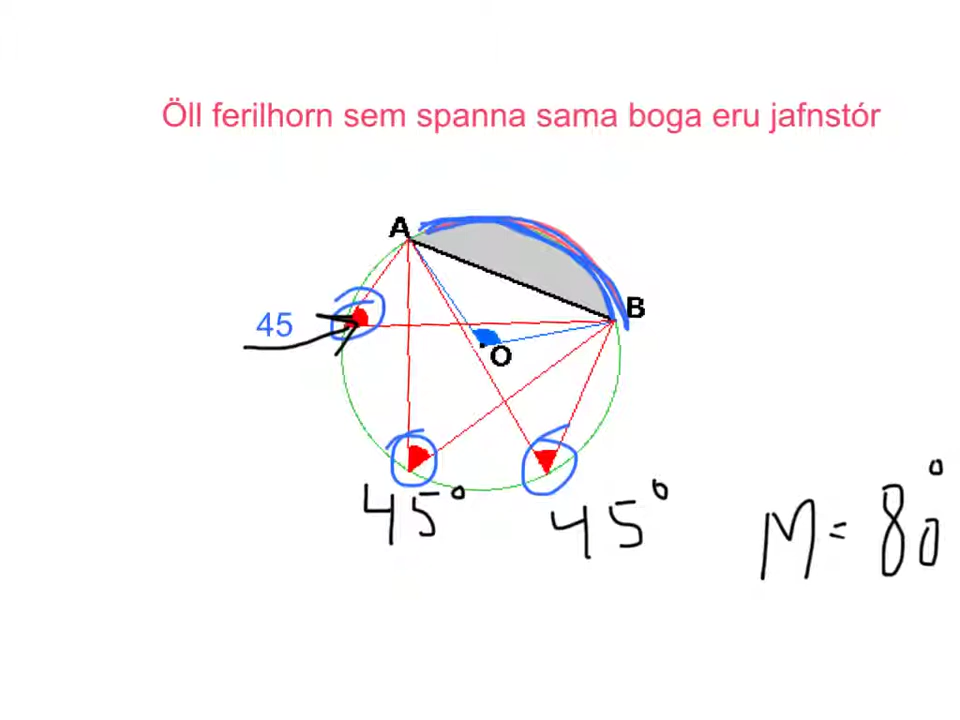 Öll ferilhorn sem spanna sama boga eru jafnstór
A
B
45
O
45°
45°
M = 80°